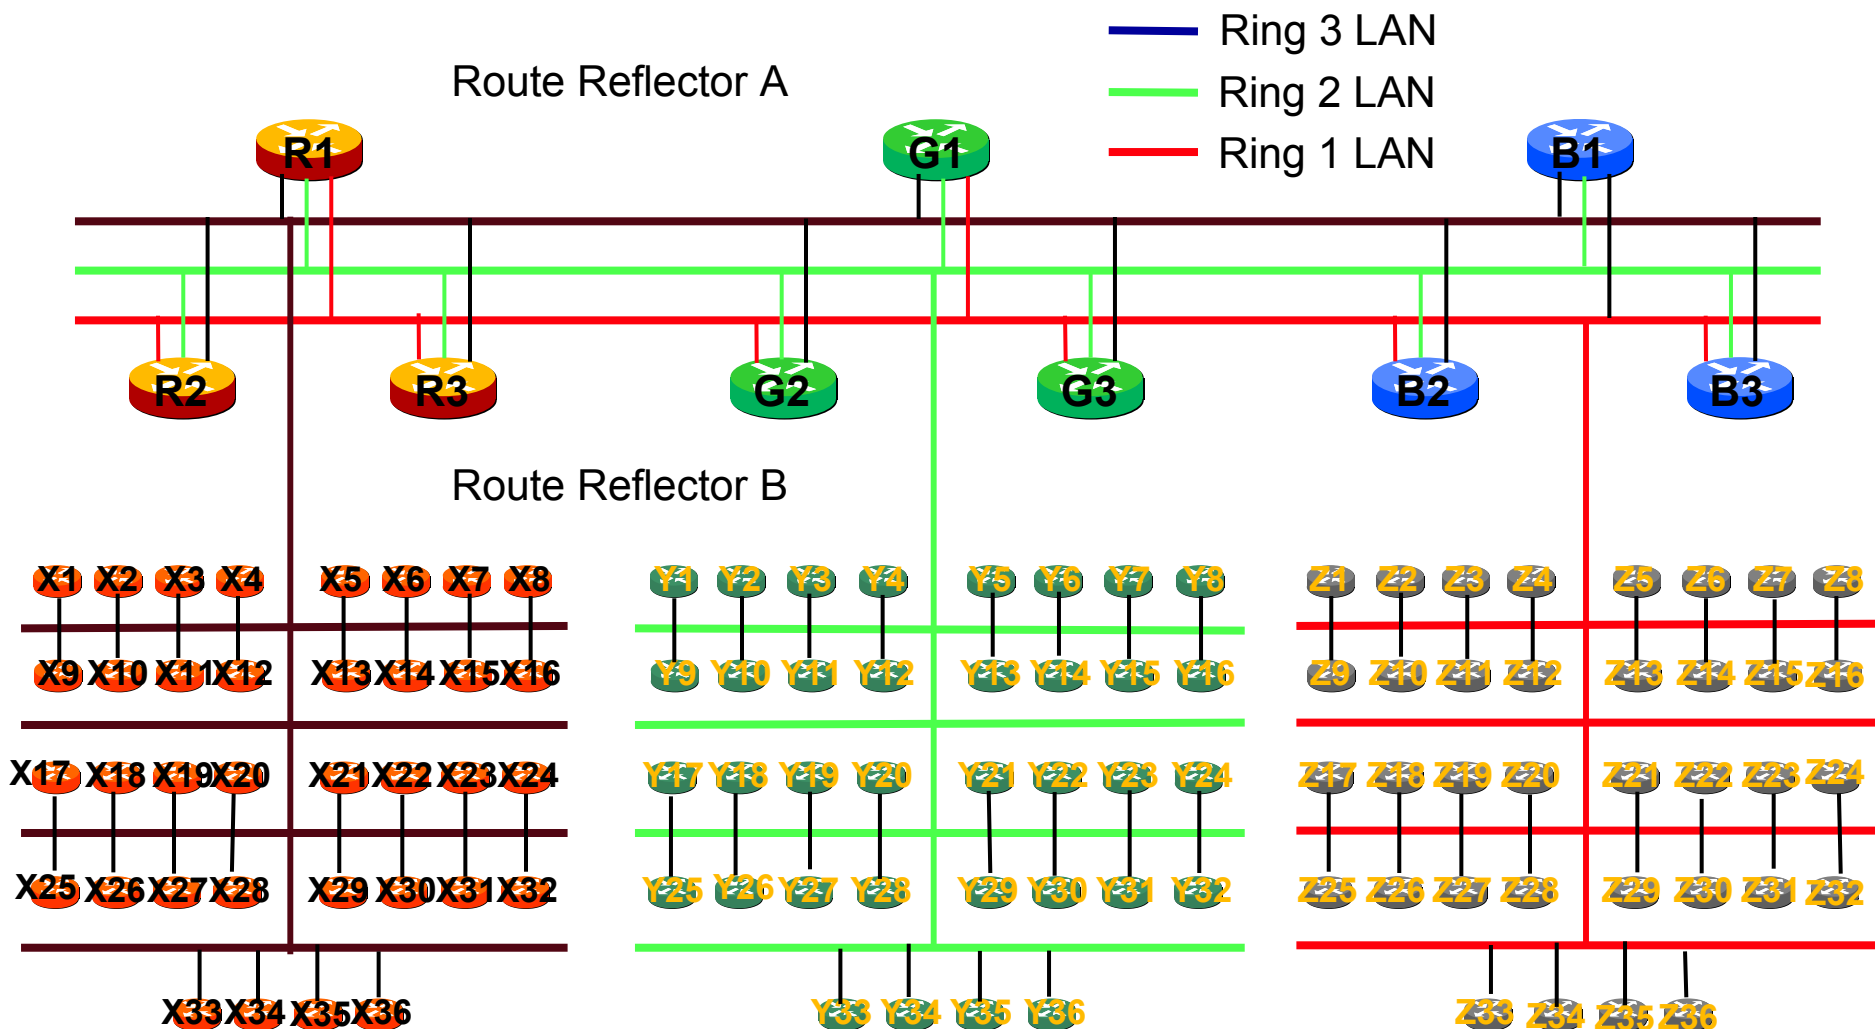 Ring 3 LAN
Route Reflector A
Ring 2 LAN
Ring 1 LAN
R1 G1 B1
R2 R3 G2 G3 B2 B3
Route Reflector B
X1 X2 X3 X4 X5 X6 X7 X8 Y1 Y2 Y3 Y4 Y5 Y6 Y7 Y8 Z1 Z2 Z3 Z4 Z5 Z6 Z7 Z8
X9 X10 X11 X12 X13 X14 X15 X16 Y9 Y10 Y11 Y12 Y13 Y14 Y15 Y16 Z9 Z10 Z11 Z12 Z13 Z14 Z15 Z16
X17 X18 X19 X20 X21 X22 X23 X24 Y17 Y18 Y19 Y20 Y21 Y22 Y23 Y24 Z17 Z18 Z19 Z20 Z21 Z22 Z23 Z24
X25 X26 X27 X28 X29 X30 X31 X32 Y25 Y26 Y27 Y28 Y29 Y30 Y31 Y32 Z25 Z26 Z27 Z28 Z29 Z30 Z31 Z32
X33 X34 X35 X36 Y33 Y34 Y35 Y36 Z33 Z34 Z35 Z36